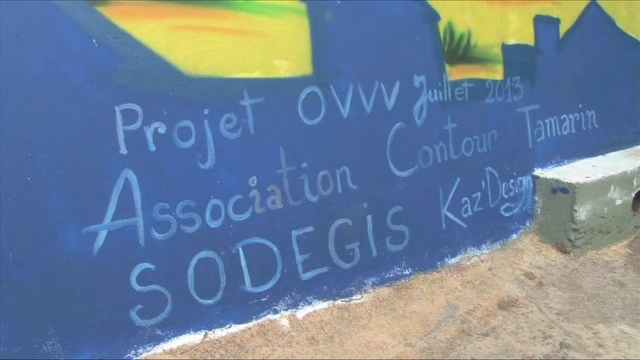 Projet OVVV Juillet 2013
Association Contour Tamarin
SODEGIS Kaz'Design